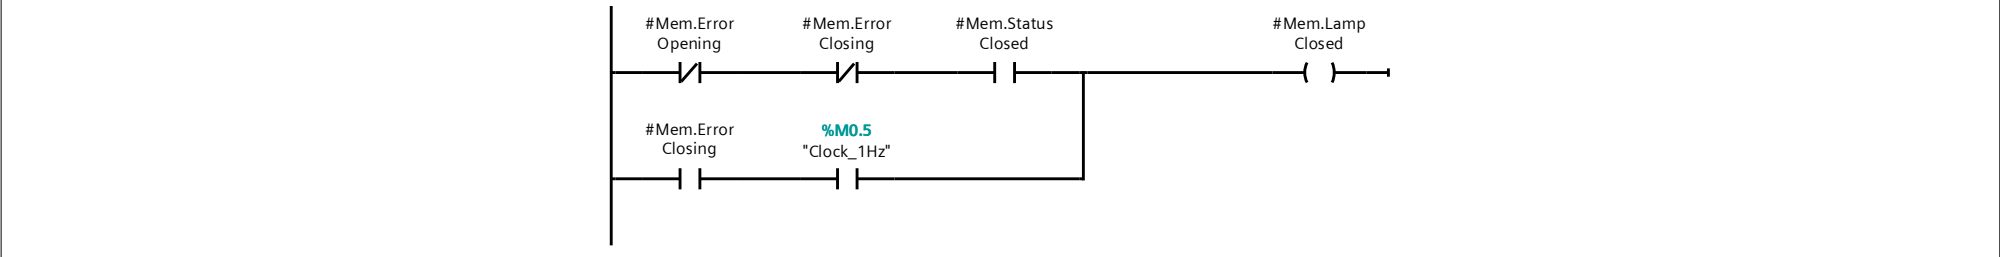 #Mem.Error
Opening
#Mem.Error
Closing
#Mem.Status
Closed
#Mem.Lamp
Closed
#Mem.Error
Closing
%M0.5
"Clock_1Hz"